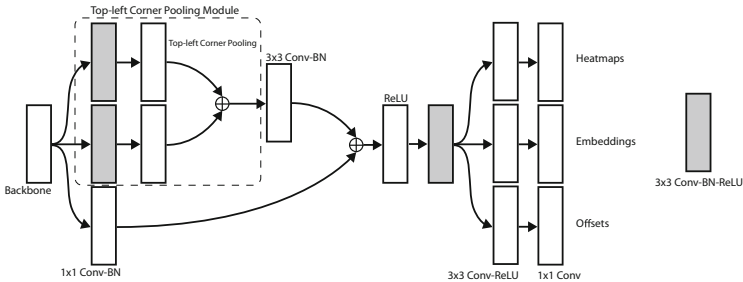 Top-left Corner Pooling Module
Top-left Corner Pooling
3x3 Conv-BN
Backbone
1x1 Conv-BN
ReLU
Heatmaps
Embeddings
Offsets
3x3 Conv-ReLU
1x1 Conv
3x3 Conv-BN-ReLU